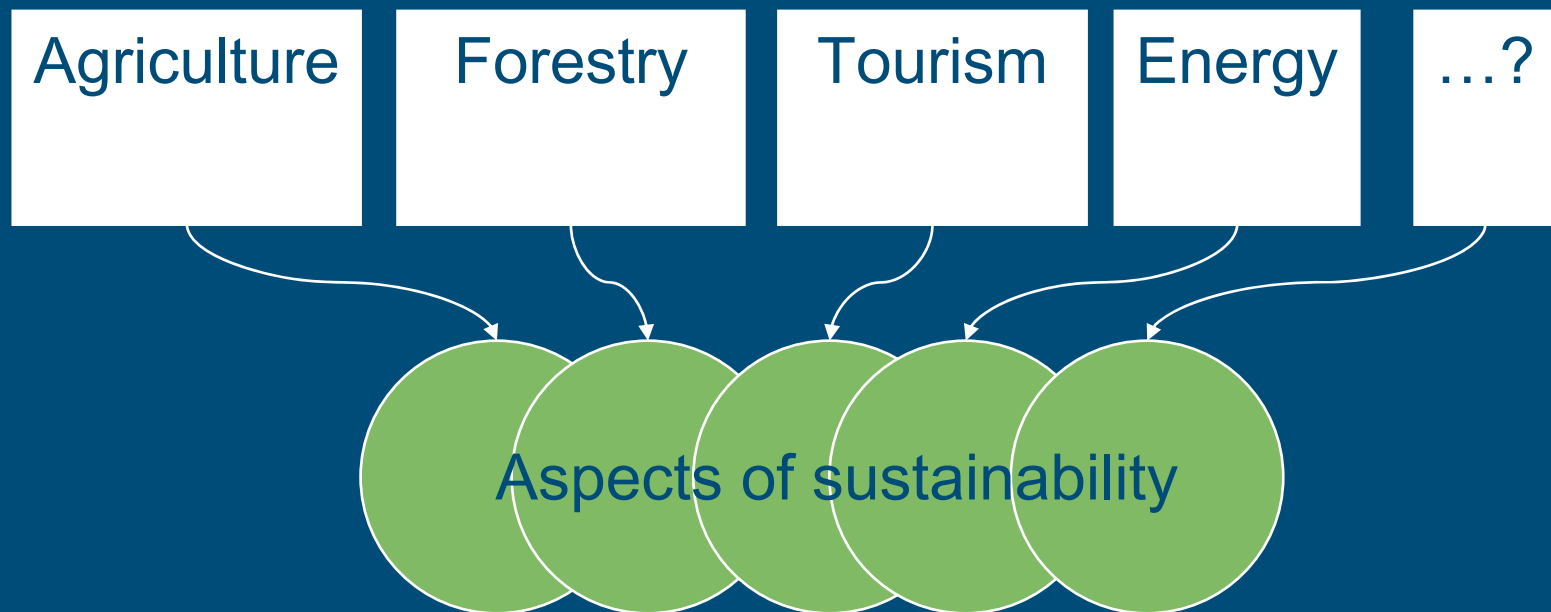 Agriculture
Forestry
Tourism
Energy
…?
Aspects of sustainability